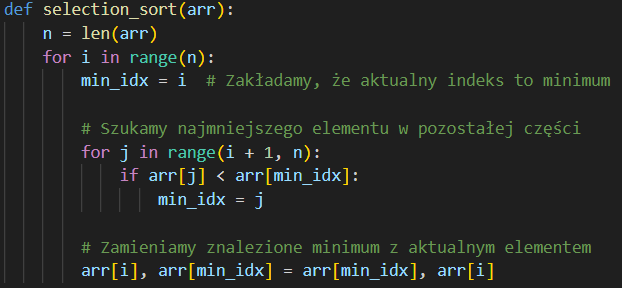 def selection_sort(arr):
    n = len(arr)
    for i in range(n):
        min_idx = i  # Zakładamy, że aktualny indeks to minimum
        # Szukamy najmniejszego elementu w pozostałej części
        for j in range(i + 1, n):
            if arr[j] < arr[min_idx]:
                min_idx = j
        # Zamieniamy znalezione minimum z aktualnym elementem
        arr[i], arr[min_idx] = arr[min_idx], arr[i]